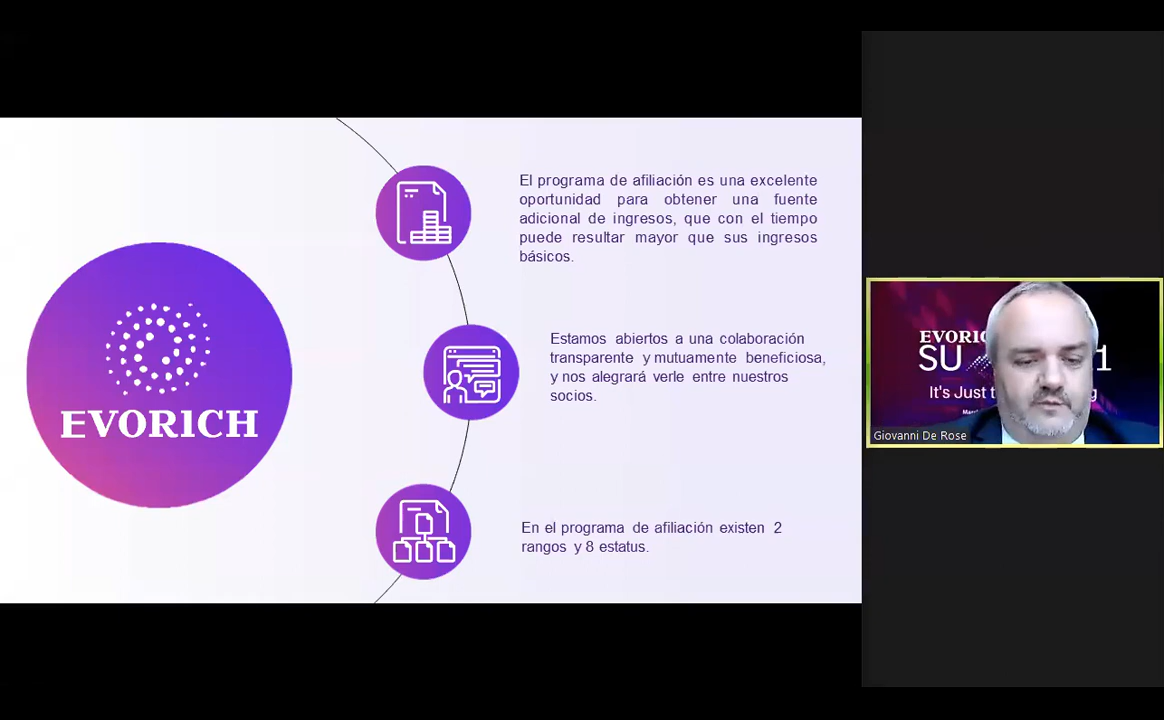 El programa de afiliación es una excelente
oportunidad para obtener una fuente
adicional de ingresos, que con el tiempo
puede resultar mayor que sus ingresos
básicos.
Estamos abiertos a una colaboración
transparente y mutuamente beneficiosa,
y nos alegrará verle entre nuestros
socios.
En el programa de afiliación existen 2
rangos y 8 estatus.
EVORICH
SU
1
It's Just
Giovanni De Rose